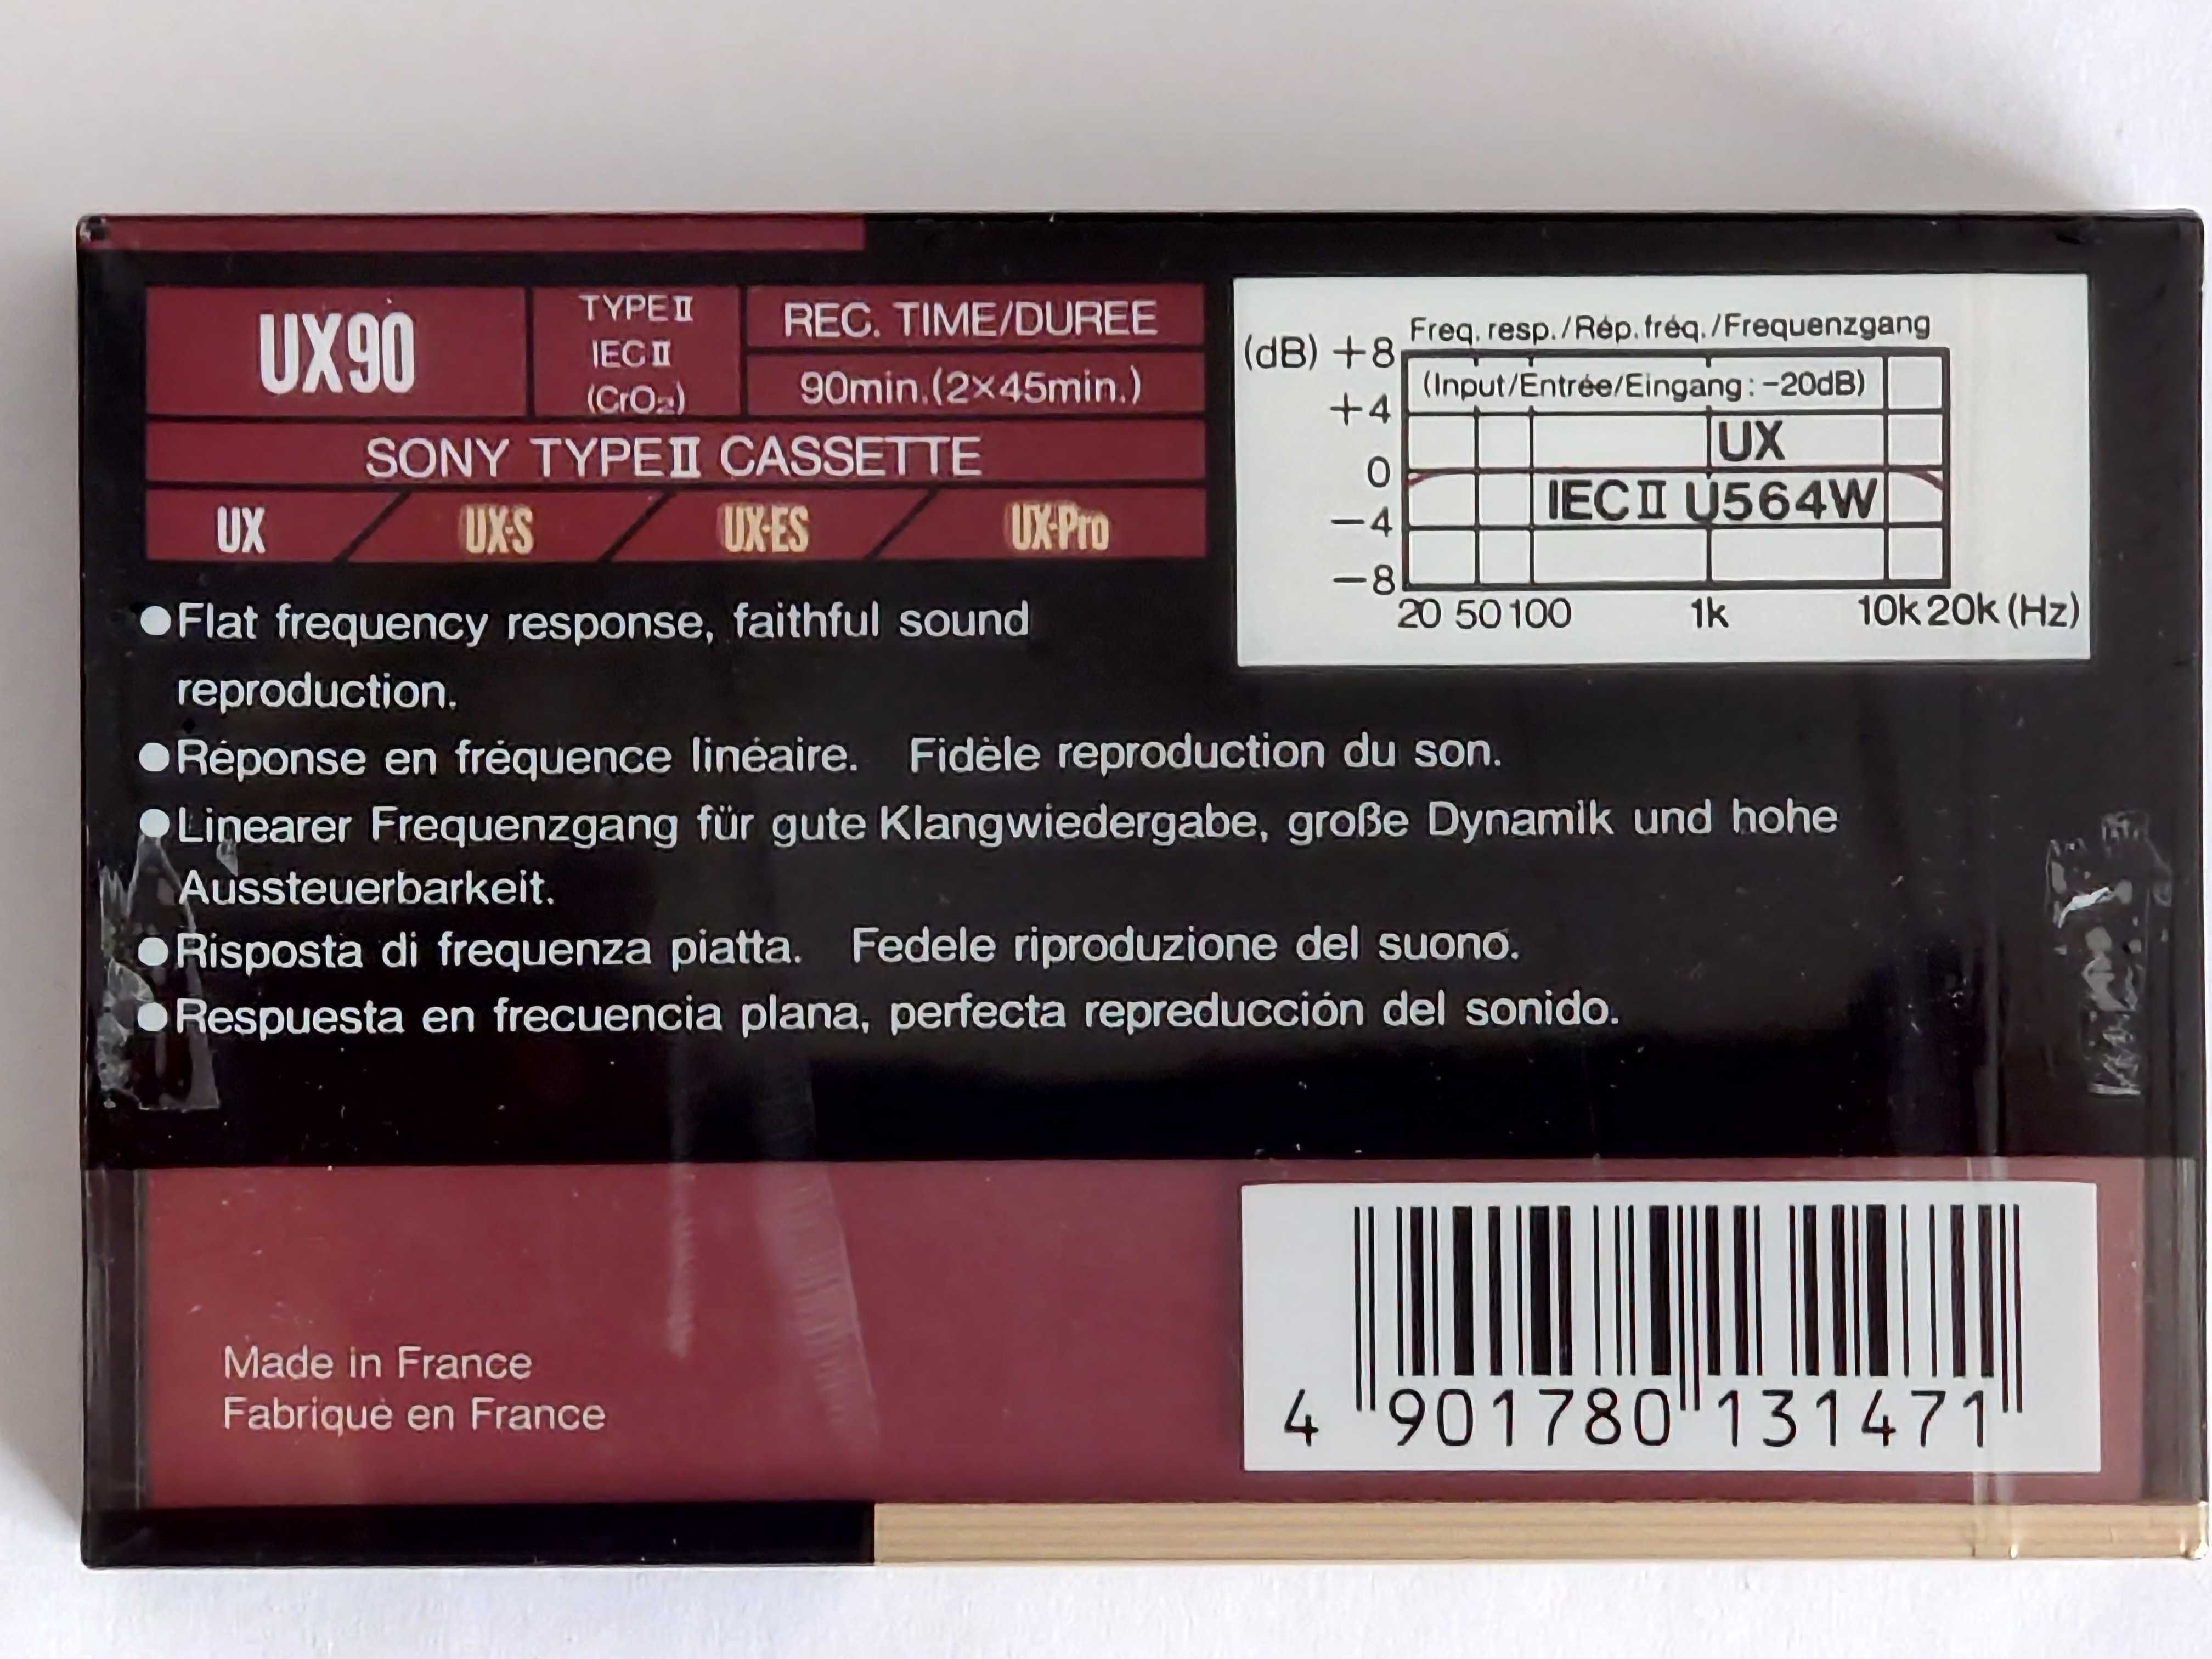 UX90
TYPE II
IEC II
(CrO₂)
REC. TIME/DUREE
90min.(2×45min.)
SONY TYPE II CASSETTE
UX
UX-S
UX-ES
UX-Pro
Freq. resp./Rép. fréq./Frequenzgang
(dB) +8
(Input/Entrée/Eingang: -20dB)
+4
UX
0
IEC II U564W
-4
-8
20 50 100 1k 10k 20k (Hz)
●Flat frequency response, faithful sound
reproduction.
●Réponse en fréquence linéaire. Fidèle reproduction du son.
●Linearer Frequenzgang für gute Klangwiedergabe, große Dynamik und hohe
Aussteuerbarkeit.
●Risposta di frequenza piatta. Fedele riproduzione del suono.
●Respuesta en frecuencia plana, perfecta repreducción del sonido.
Made in France
Fabriqué en France
4 901780 131471